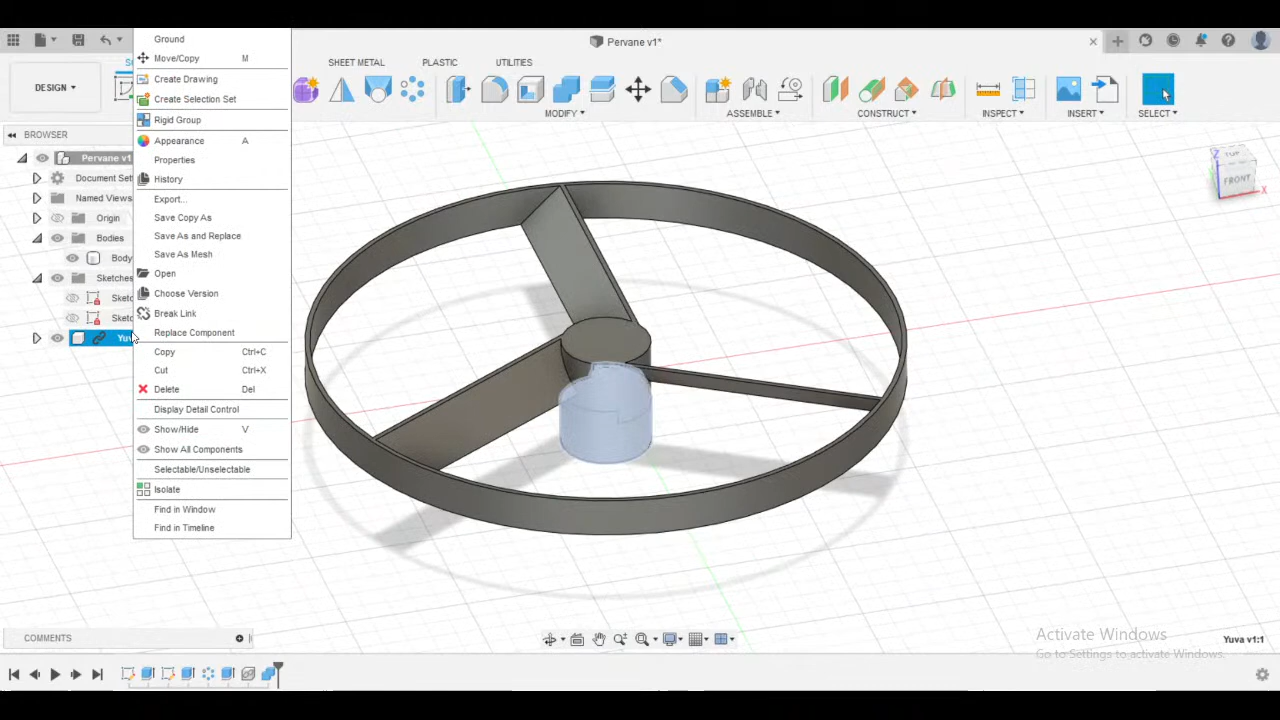 Pervane v1*
SHEET METAL
PLASTIC
UTILITIES
DESIGN
MODIFY
ASSEMBLE
CONSTRUCT
INSPECT
INSERT
SELECT
BROWSER
Pervane v1
Document Set
Named Views
Origin
Bodies
Body
Sketches
Sketc
Sketc
Yuv
Ground
Move/Copy M
Create Drawing
Create Selection Set
Rigid Group
Appearance A
Properties
History
Export...
Save Copy As
Save As and Replace
Save As Mesh
Open
Choose Version
Break Link
Replace Component
Copy Ctrl+C
Cut Ctrl+X
Delete Del
Display Detail Control
Show/Hide V
Show All Components
Selectable/Unselectable
Isolate
Find in Window
Find in Timeline
Z
FRONT
X
COMMENTS
Activate Windows
Go to Settings to activate Windows.
Yuva v1:1